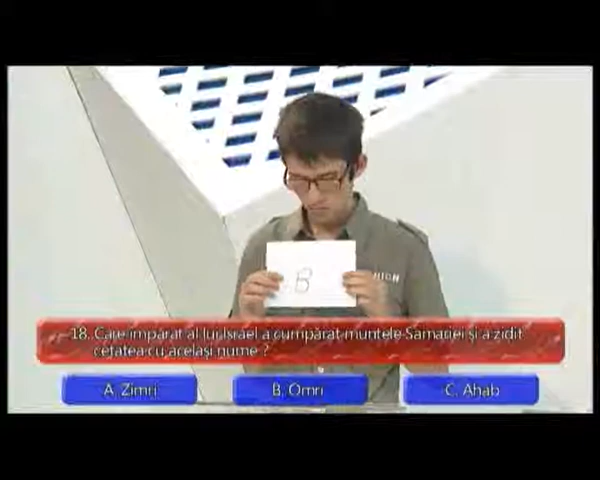 B
18. Care împărat al lui Israel a cumpărat muntele Samariei și a zidit
cetatea cu același nume ?
A. Zimri
B. Omri
C. Ahab